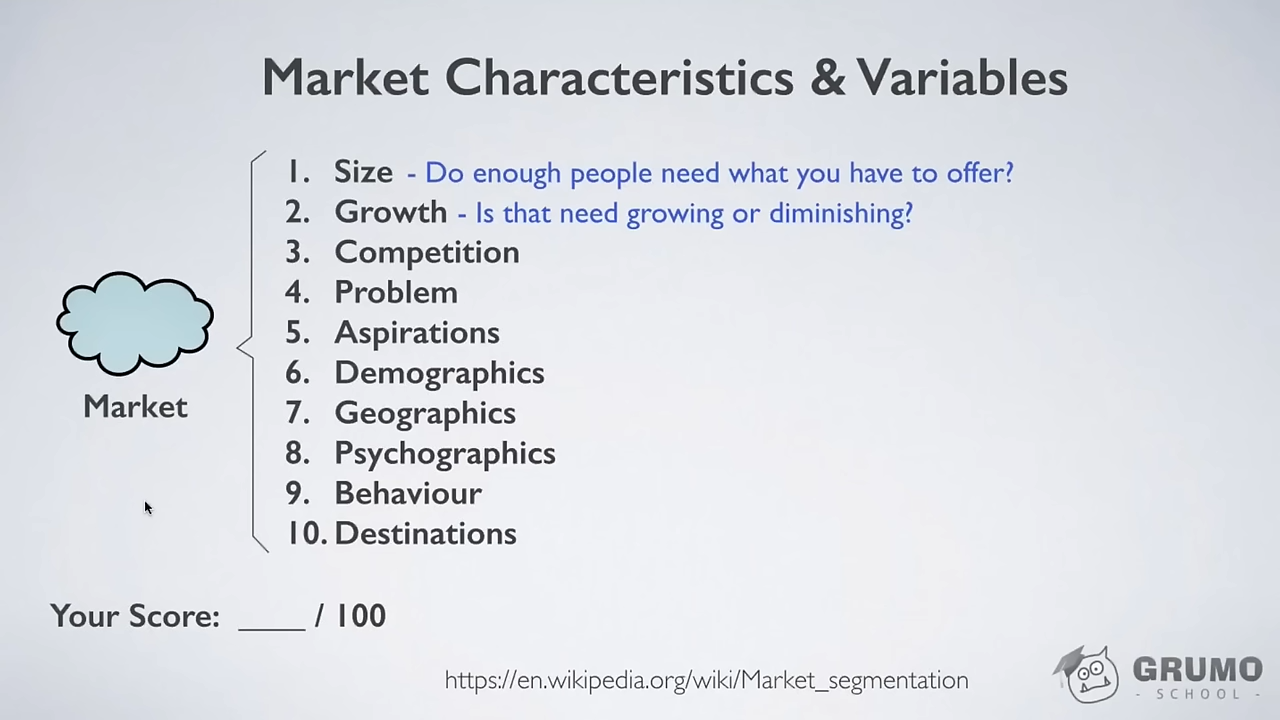 Market Characteristics & Variables
1. Size - Do enough people need what you have to offer?
2. Growth - Is that need growing or diminishing?
3. Competition
4. Problem
5. Aspirations
6. Demographics
7. Geographics
8. Psychographics
9. Behaviour
10. Destinations
Market
Your Score: ____ / 100
https://en.wikipedia.org/wiki/Market_segmentation
GRUMO
- SCHOOL -